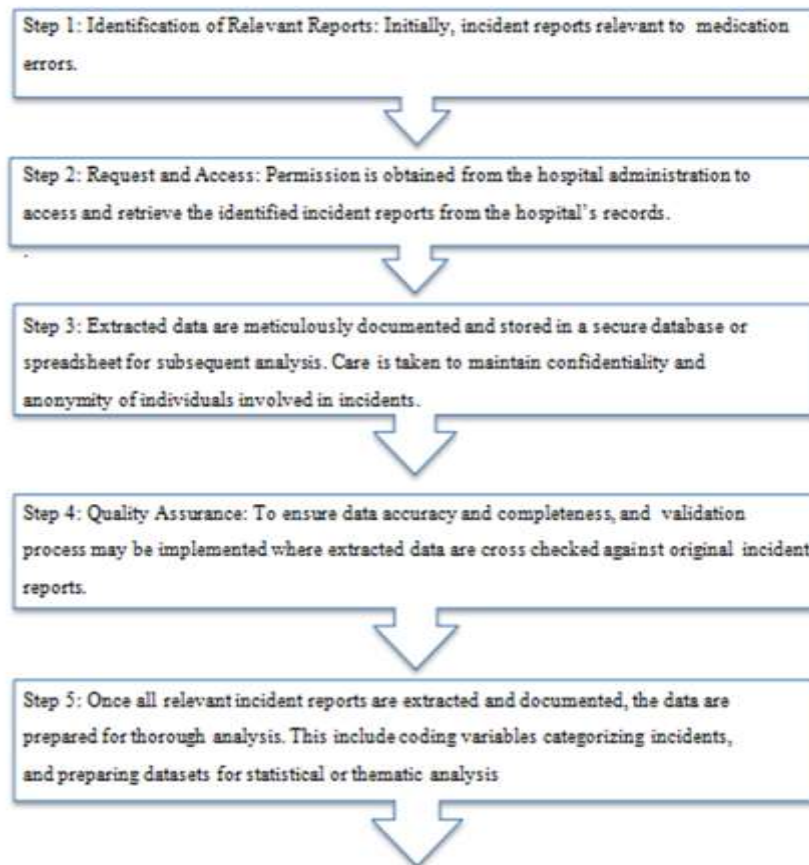 Step 1: Identification of Relevant Reports: Initially, incident reports relevant to medication
errors.
Step 2: Request and Access: Permission is obtained from the hospital administration to
access and retrieve the identified incident reports from the hospital’s records.
.
Step 3: Extracted data are meticulously documented and stored in a secure database or
spreadsheet for subsequent analysis. Care is taken to maintain confidentiality and
anonymity of individuals involved in incidents.
Step 4: Quality Assurance: To ensure data accuracy and completeness, and validation
process may be implemented where extracted data are cross checked against original incident
reports.
Step 5: Once all relevant incident reports are extracted and documented, the data are
prepared for thorough analysis. This include coding variables categorizing incidents,
and preparing datasets for statistical or thematic analysis